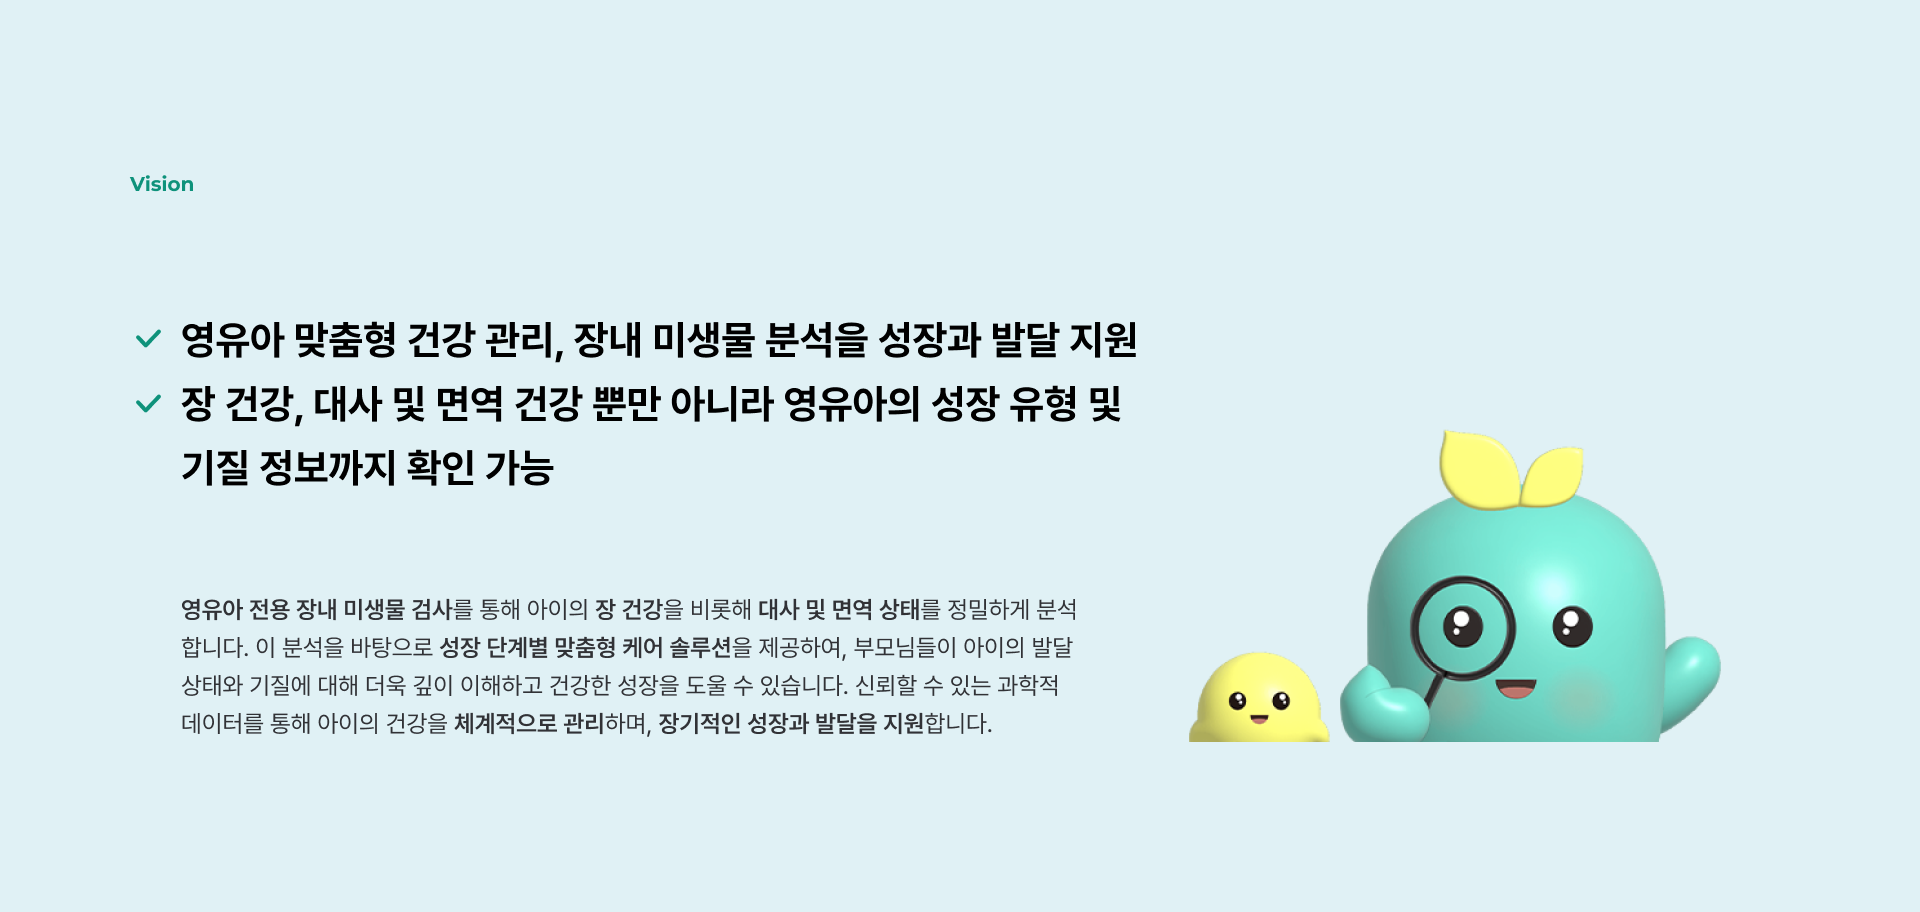 Vision
영유아 맞춤형 건강 관리, 장내 미생물 분석을 성장과 발달 지원
장 건강, 대사 및 면역 건강 뿐만 아니라 영유아의 성장 유형 및
기질 정보까지 확인 가능
영유아 전용 장내 미생물 검사를 통해 아이의 장 건강을 비롯해 대사 및 면역 상태를 정밀하게 분석
합니다. 이 분석을 바탕으로 성장 단계별 맞춤형 케어 솔루션을 제공하여, 부모님들이 아이의 발달
상태와 기질에 대해 더욱 깊이 이해하고 건강한 성장을 도울 수 있습니다. 신뢰할 수 있는 과학적
데이터를 통해 아이의 건강을 체계적으로 관리하며, 장기적인 성장과 발달을 지원합니다.